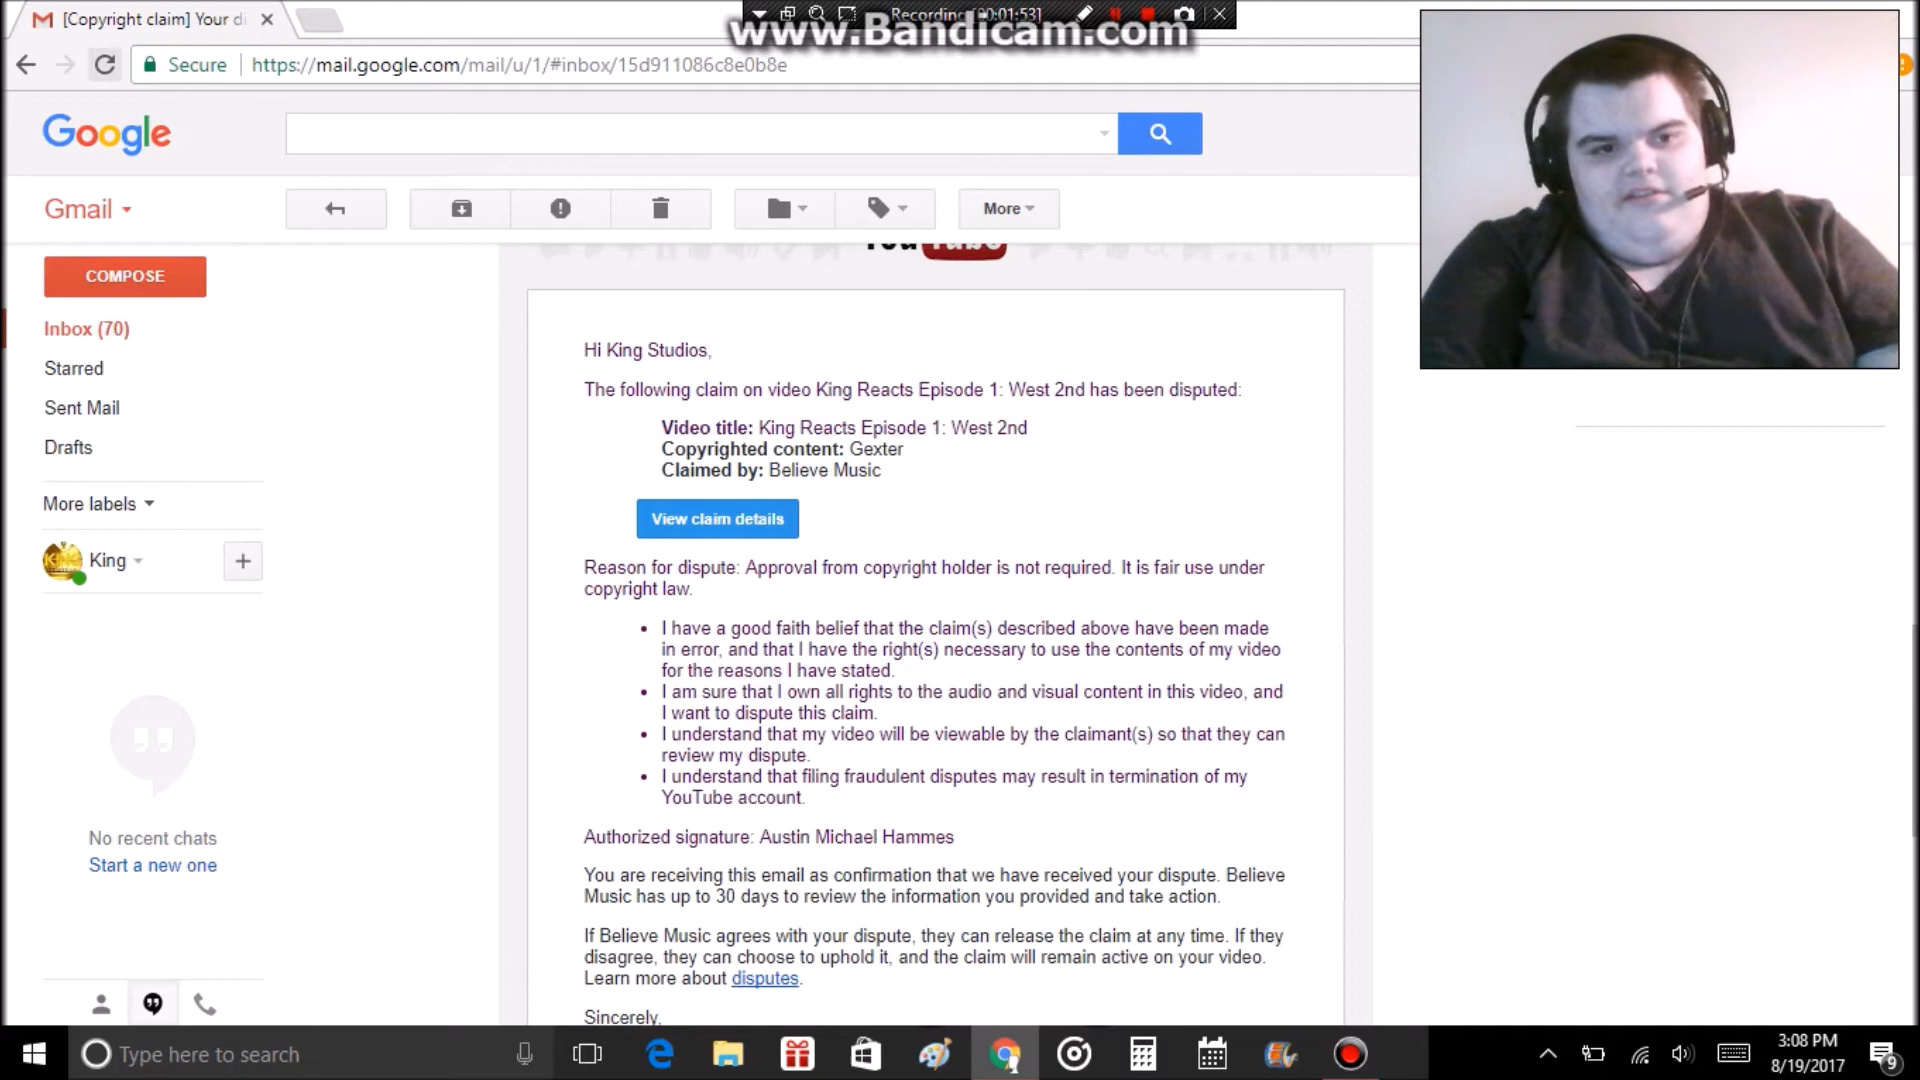 [Copyright claim] Your di
Recording [00:01:53]
www.Bandicam.com
Secure
https://mail.google.com/mail/u/1/#inbox/15d911086c8e0b8e
Google
Gmail
More
YouTube
COMPOSE
Inbox (70)
Starred
Sent Mail
Drafts
More labels
King
No recent chats
Start a new one
Hi King Studios,
The following claim on video King Reacts Episode 1: West 2nd has been disputed:
Video title: King Reacts Episode 1: West 2nd
Copyrighted content: Gexter
Claimed by: Believe Music
View claim details
Reason for dispute: Approval from copyright holder is not required. It is fair use under
copyright law.
• I have a good faith belief that the claim(s) described above have been made
in error, and that I have the right(s) necessary to use the contents of my video
for the reasons I have stated.
• I am sure that I own all rights to the audio and visual content in this video, and
I want to dispute this claim.
• I understand that my video will be viewable by the claimant(s) so that they can
review my dispute.
• I understand that filing fraudulent disputes may result in termination of my
YouTube account.
Authorized signature: Austin Michael Hammes
You are receiving this email as confirmation that we have received your dispute. Believe
Music has up to 30 days to review the information you provided and take action.
If Believe Music agrees with your dispute, they can release the claim at any time. If they
disagree, they can choose to uphold it, and the claim will remain active on your video.
Learn more about disputes.
Sincerely,
Type here to search
3:08 PM
8/19/2017
9